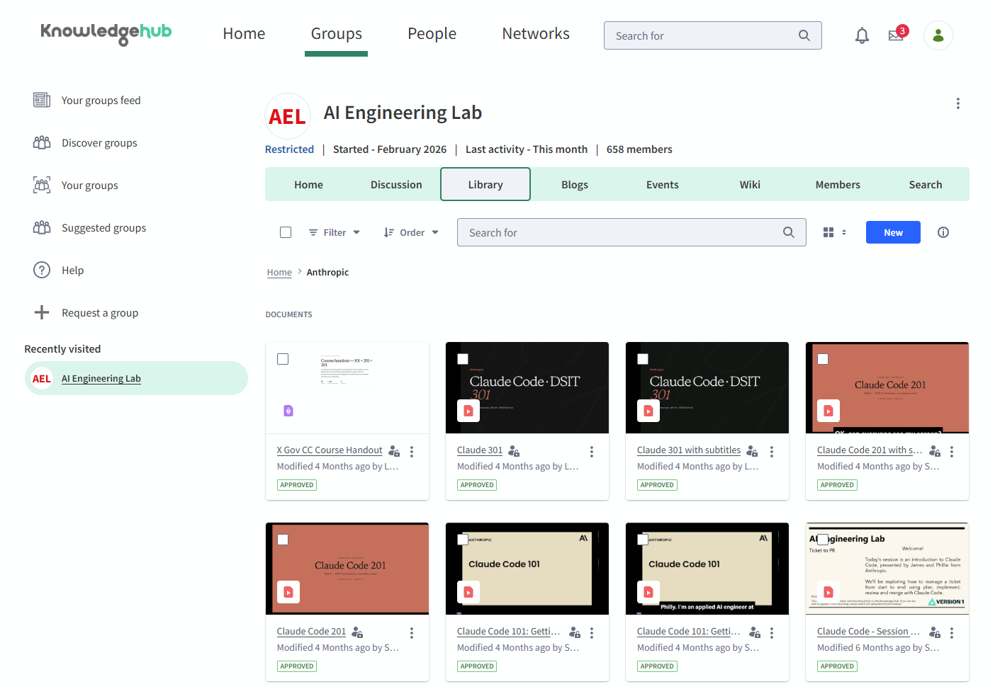 Knowledgehub
Home
Groups
People
Networks
Search for
3
Your groups feed
Discover groups
Your groups
Suggested groups
Help
Request a group
Recently visited
AEL
AI Engineering Lab
AEL
AI Engineering Lab
Restricted | Started - February 2026 | Last activity - This month | 658 members
Home
Discussion
Library
Blogs
Events
Wiki
Members
Search
Filter
Order
Search for
New
Home > Anthropic
DOCUMENTS
Course handout — 101 + 201 +
301
X Gov CC Course Handout
Modified 4 Months ago by L...
APPROVED
Anthropic
Claude Code · DSIT
301
Claude 301
Modified 4 Months ago by L...
APPROVED
Anthropic
Claude Code · DSIT
301
Claude 301 with subtitles
Modified 4 Months ago by L...
APPROVED
Claude Code 201
Claude Code 201 with s...
Modified 4 Months ago by S...
APPROVED
Claude Code 201
Claude Code 201
Modified 4 Months ago by S...
APPROVED
ANTHROP\C
A\
Claude Code 101
Claude Code 101: Getti...
Modified 4 Months ago by S...
APPROVED
ANTHROP\C
A\
Claude Code 101
Philly. I'm an applied AI engineer at
Claude Code 101: Getti...
Modified 4 Months ago by S...
APPROVED
gineering Lab
Ticket to PR
Welcome!
Today's session is an introduction to Claude
Code, presented by James and Phillie from
Anthropic.
We'll be exploring how to manage a ticket
from start to end using plan, implement,
review and merge with Claude Code.
VERSION 1
Claude Code - Session ...
Modified 6 Months ago by S...
APPROVED